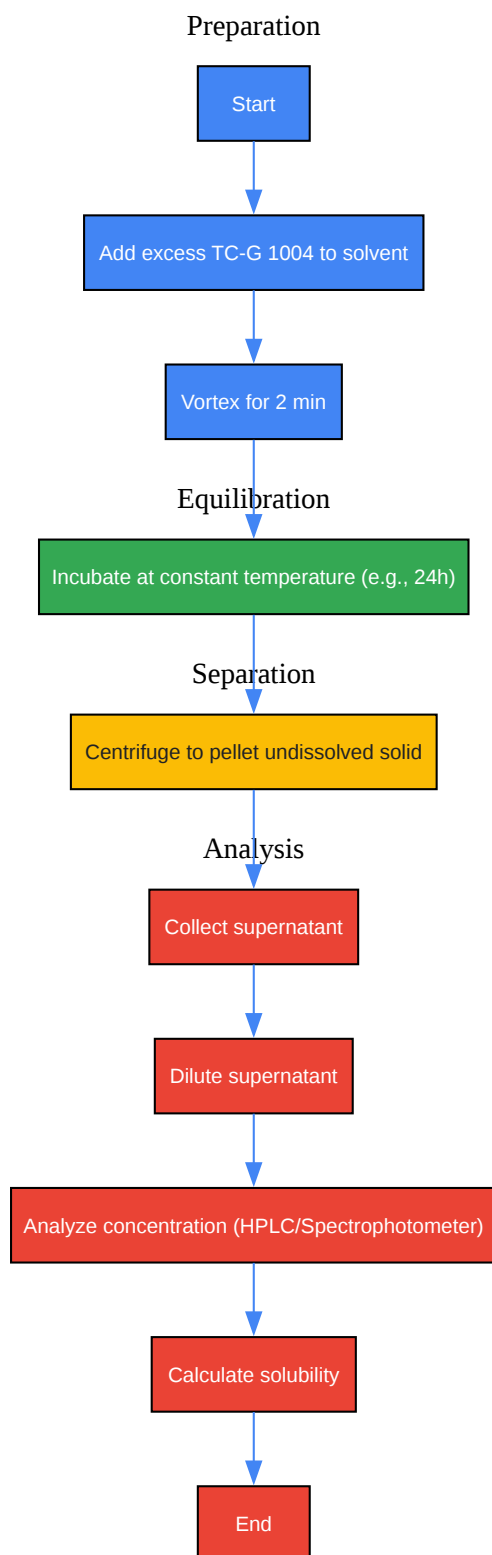 Preparation
Start
Add excess TC-G 1004 to solvent
Vortex for 2 min
Equilibration
Incubate at constant temperature (e.g., 24h)
Separation
Centrifuge to pellet undissolved solid
Analysis
Collect supernatant
Dilute supernatant
Analyze concentration (HPLC/Spectrophotometer)
Calculate solubility
End